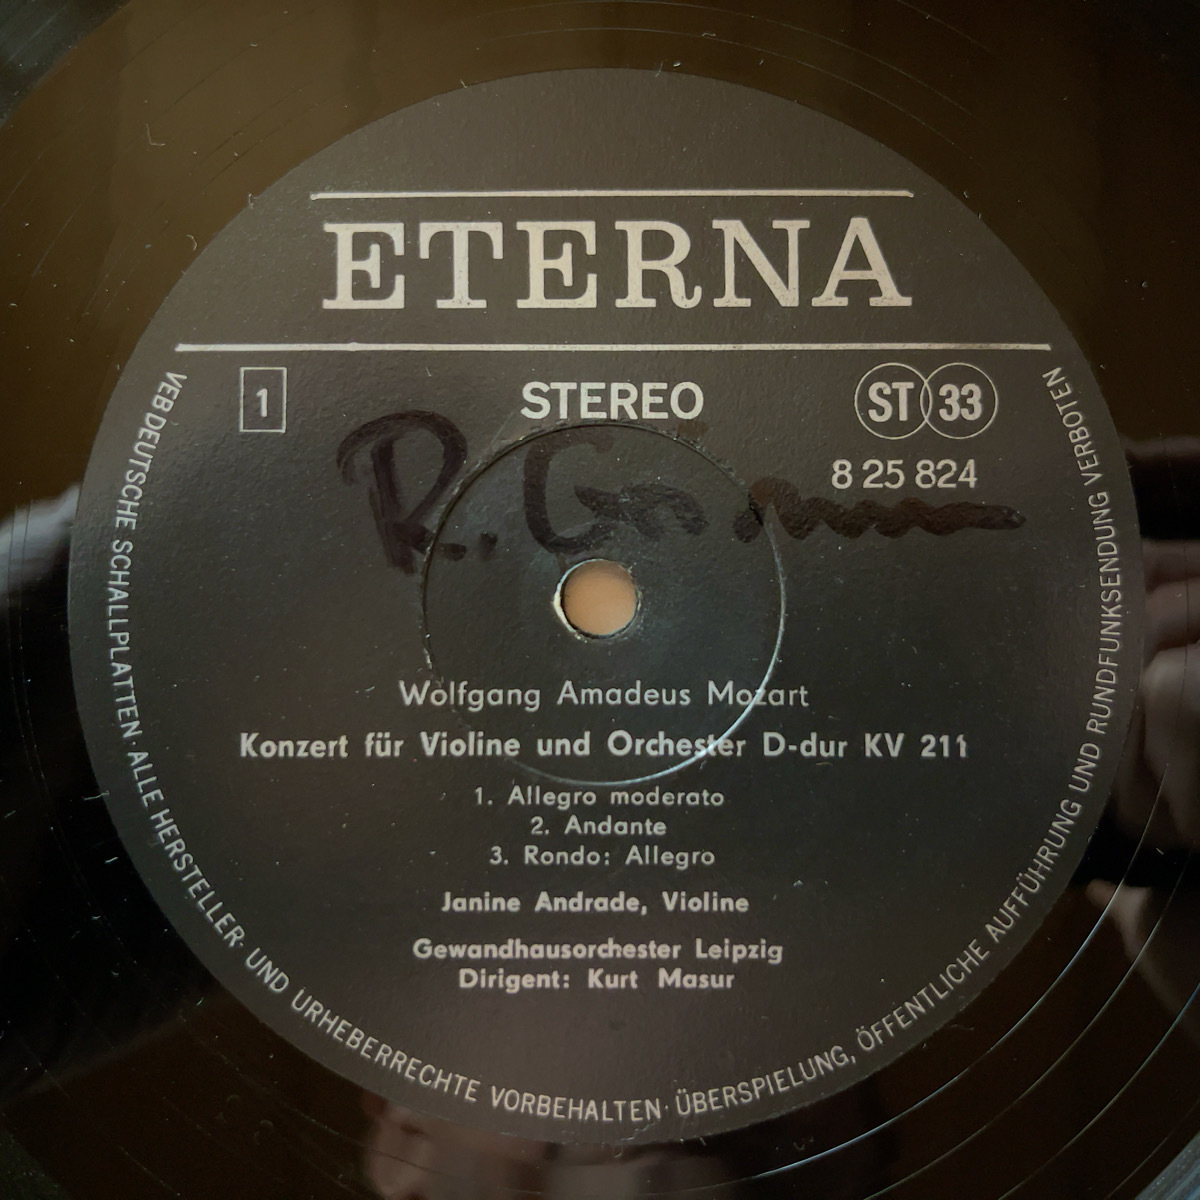 ETERNA
1
STEREO
ST 33
8 25 824
R.
Wolfgang Amadeus Mozart
Konzert für Violine und Orchester D-dur KV 211
1. Allegro moderato
2. Andante
3. Rondo: Allegro
Janine Andrade, Violine
Gewandhausorchester Leipzig
Dirigent: Kurt Masur
VEB DEUTSCHE SCHALLPLATTEN · ALLE HERSTELLER- UND URHEBERRECHTE VORBEHALTEN · ÜBERSPIELUNG, ÖFFENTLICHE AUFFÜHRUNG UND RUNDFUNKSENDUNG VERBOTEN